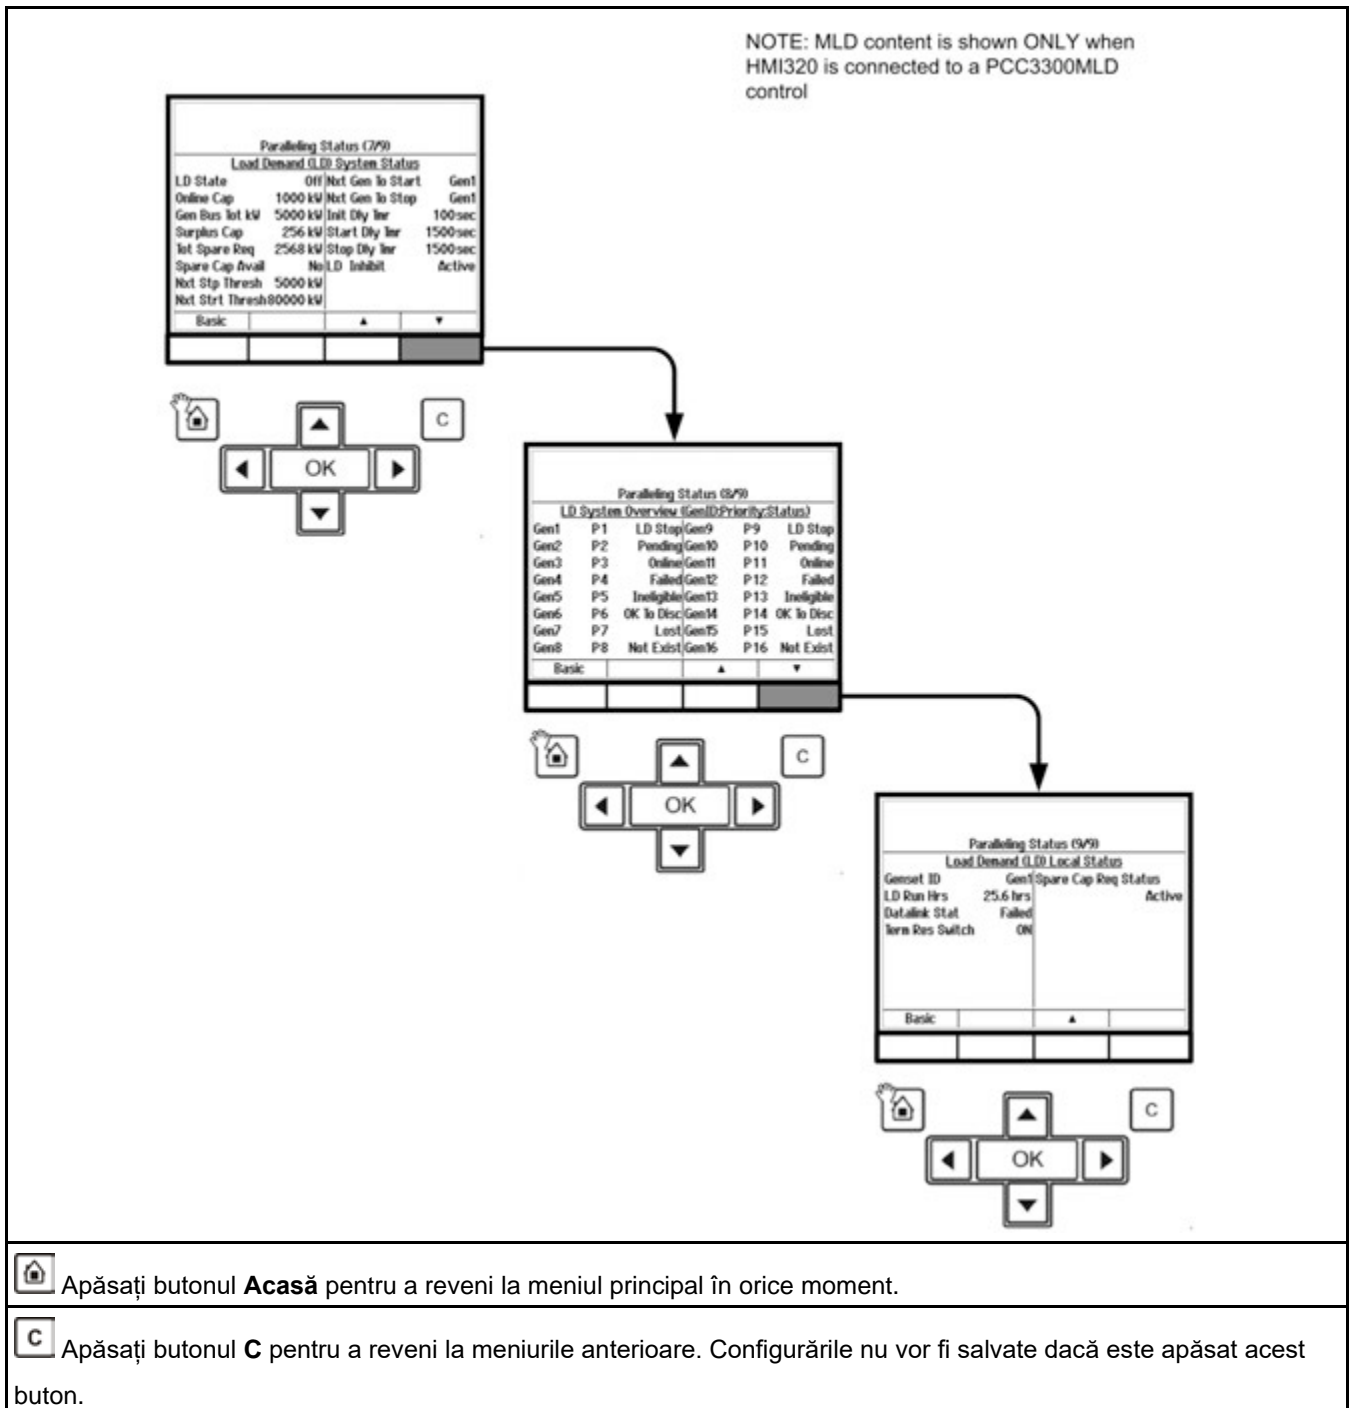 NOTE: MLD content is shown ONLY when
HMI320 is connected to a PCC3300MLD
control
Paralleling Status (7/9)
Load Demand (LD) System Status
LD State Off Nxt Gen To Start Gen1
Online Cap 1000 kW Nxt Gen To Stop Gen1
Gen Bus Tot kW 5000 kW Init Dly Tmr 100sec
Surplus Cap 256 kW Start Dly Tmr 1500sec
Tot Spare Req 2568 kW Stop Dly Tmr 1500sec
Spare Cap Avail No LD Inhibit Active
Nxt Stp Thresh 5000 kW
Nxt Strt Thresh 80000 kW
Basic ▲ ▼
C
OK
Paralleling Status (8/9)
LD System Overview (GenID:Priority:Status)
Gen1 P1 LD Stop Gen9 P9 LD Stop
Gen2 P2 Pending Gen10 P10 Pending
Gen3 P3 Online Gen11 P11 Online
Gen4 P4 Failed Gen12 P12 Failed
Gen5 P5 Ineligible Gen13 P13 Ineligible
Gen6 P6 OK To Disc Gen14 P14 OK To Disc
Gen7 P7 Lost Gen15 P15 Lost
Gen8 P8 Not Exist Gen16 P16 Not Exist
Basic ▲ ▼
C
OK
Paralleling Status (9/9)
Load Demand (LD) Local Status
Genset ID Gen1 Spare Cap Req Status
LD Run Hrs 25.6 hrs Active
Datalink Stat Failed
Term Res Switch ON
Basic ▲
C
OK
Apăsați butonul Acasă pentru a reveni la meniul principal în orice moment.
C Apăsați butonul C pentru a reveni la meniurile anterioare. Configurările nu vor fi salvate dacă este apăsat acest
buton.